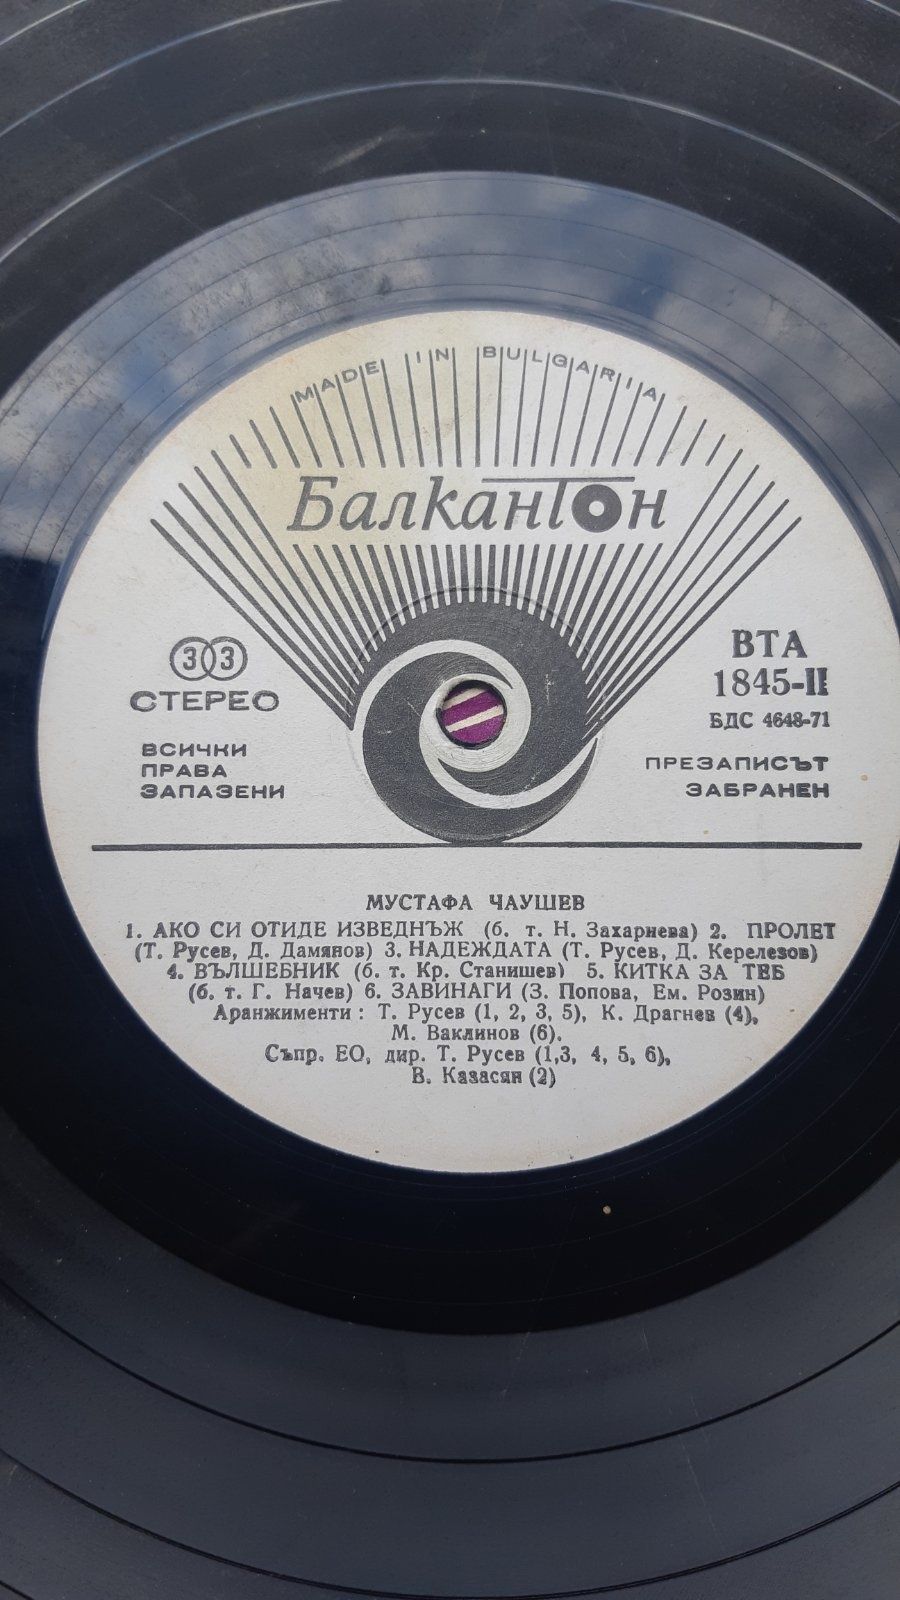 MADE IN BULGARIA
Балкантон
33
СТЕРЕО
ВСИЧКИ
ПРАВА
ЗАПАЗЕНИ
ВТА
1845-II
БДС 4648-71
ПРЕЗАПИСЪТ
ЗАБРАНЕН
МУСТАФА ЧАУШЕВ
1. АКО СИ ОТИДЕ ИЗВЕДНЪЖ (б. т. Н. Захариева) 2. ПРОЛЕТ
(Т. Русев, Д. Дамянов) 3. НАДЕЖДАТА (Т. Русев, Д. Керелезов)
4. ВЪЛШЕБНИК (б. т. Кр. Станишев) 5. КИТКА ЗА ТЕБ
(б. т. Г. Начев) 6. ЗАВИНАГИ (З. Попова, Ем. Розин)
Аранжименти : Т. Русев (1, 2, 3, 5), К. Драгнев (4),
М. Ваклинов (6).
Съпр. ЕО, дир. Т. Русев (1,3, 4, 5, 6),
В. Казасян (2)